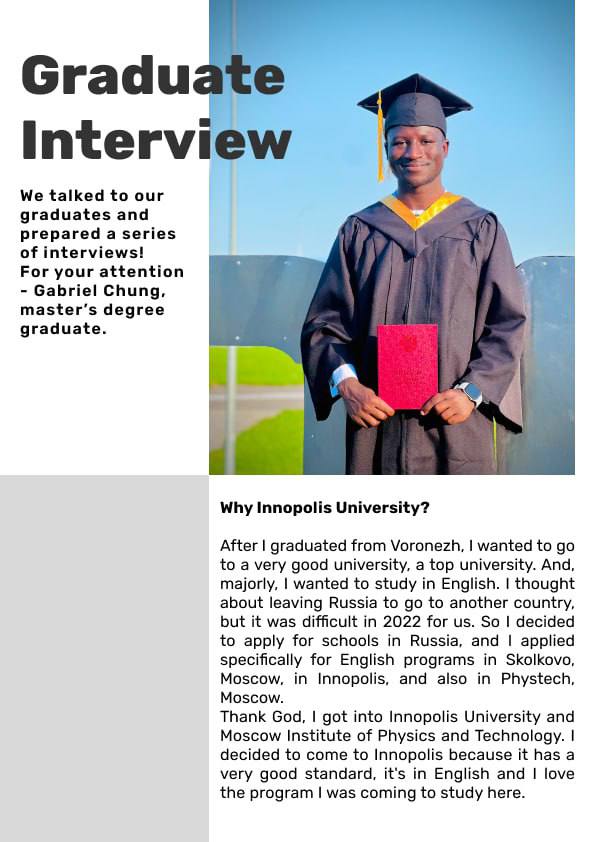 Graduate
Interview
We talked to our
graduates and
prepared a series
of interviews!
For your attention
- Gabriel Chung,
master’s degree
graduate.
Why Innopolis University?
After I graduated from Voronezh, I wanted to go
to a very good university, a top university. And,
majorly, I wanted to study in English. I thought
about leaving Russia to go to another country,
but it was difficult in 2022 for us. So I decided
to apply for schools in Russia, and I applied
specifically for English programs in Skolkovo,
Moscow, in Innopolis, and also in Phystech,
Moscow.
Thank God, I got into Innopolis University and
Moscow Institute of Physics and Technology. I
decided to come to Innopolis because it has a
very good standard, it's in English and I love
the program I was coming to study here.